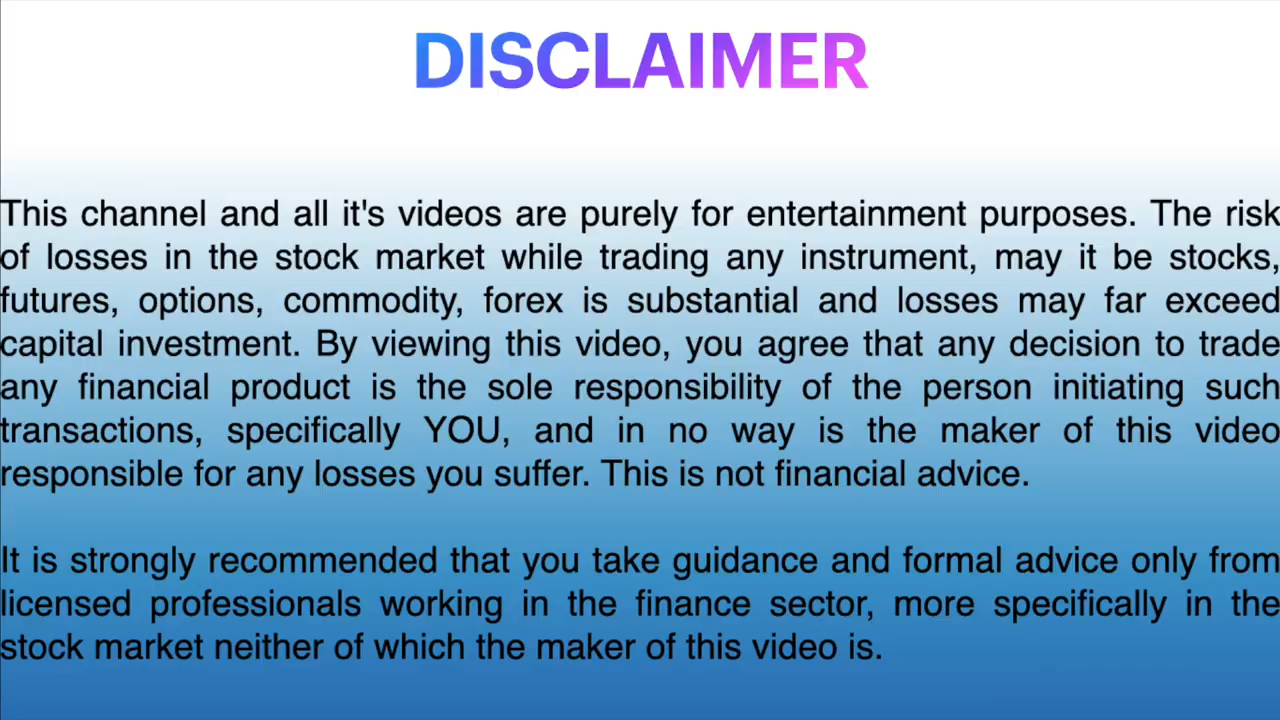 DISCLAIMER
This channel and all it's videos are purely for entertainment purposes. The risk
of losses in the stock market while trading any instrument, may it be stocks,
futures, options, commodity, forex is substantial and losses may far exceed
capital investment. By viewing this video, you agree that any decision to trade
any financial product is the sole responsibility of the person initiating such
transactions, specifically YOU, and in no way is the maker of this video
responsible for any losses you suffer. This is not financial advice.
It is strongly recommended that you take guidance and formal advice only from
licensed professionals working in the finance sector, more specifically in the
stock market neither of which the maker of this video is.